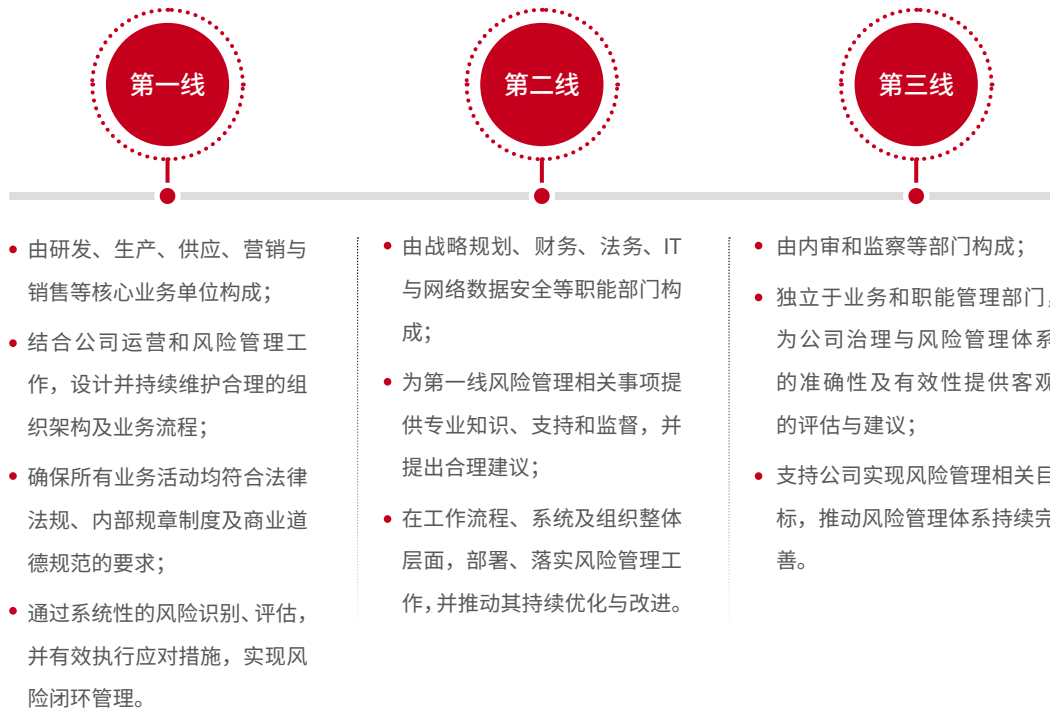 第一线
由研发、生产、供应、营销与
销售等核心业务单位构成；
结合公司运营和风险管理工
作，设计并持续维护合理的组
织架构及业务流程；
确保所有业务活动均符合法律
法规、内部规章制度及商业道
德规范的要求；
通过系统性的风险识别、评估，
并有效执行应对措施，实现风
险闭环管理。
第二线
由战略规划、财务、法务、IT
与网络数据安全等职能部门构
成；
为第一线风险管理相关事项提
供专业知识、支持和监督，并
提出合理建议；
在工作流程、系统及组织整体
层面，部署、落实风险管理工
作，并推动其持续优化与改进。
第三线
由内审和监察等部门构成；
独立于业务和职能管理部门，
为公司治理与风险管理体系
的准确性及有效性提供客观
的评估与建议；
支持公司实现风险管理相关目
标，推动风险管理体系持续完
善。